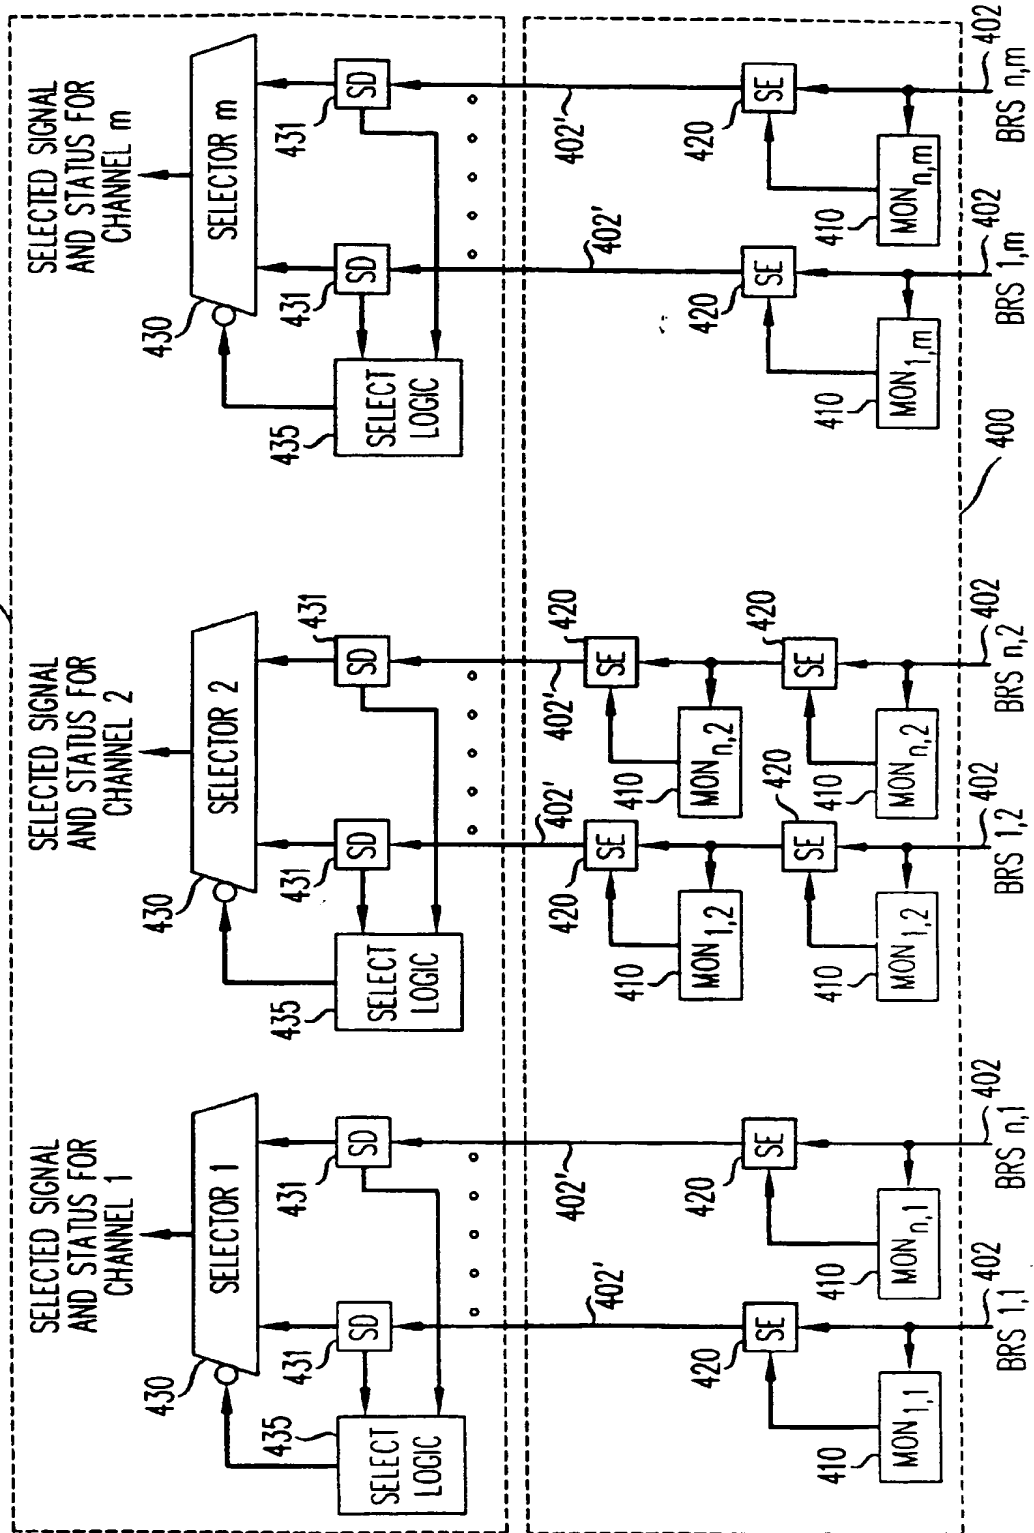 SELECTED SIGNAL
AND STATUS FOR
CHANNEL 1
430
SELECTOR 1
435
SELECT
LOGIC
431
SD
431
SD
402'
402'
420
SE
420
SE
410
MON1,1
410
MONn,1
402
BRS 1,1
402
BRS n,1
SELECTED SIGNAL
AND STATUS FOR
CHANNEL 2
430
SELECTOR 2
435
SELECT
LOGIC
431
SD
431
SD
402'
402'
420
SE
420
SE
410
MON1,2
410
MONn,2
420
SE
420
SE
410
MON1,2
410
MONn,2
402
BRS 1,2
402
BRS n,2
SELECTED SIGNAL
AND STATUS FOR
CHANNEL m
430
SELECTOR m
435
SELECT
LOGIC
431
SD
431
SD
402'
402'
420
SE
420
SE
410
MON1,m
410
MONn,m
402
BRS 1,m
402
BRS n,m
400